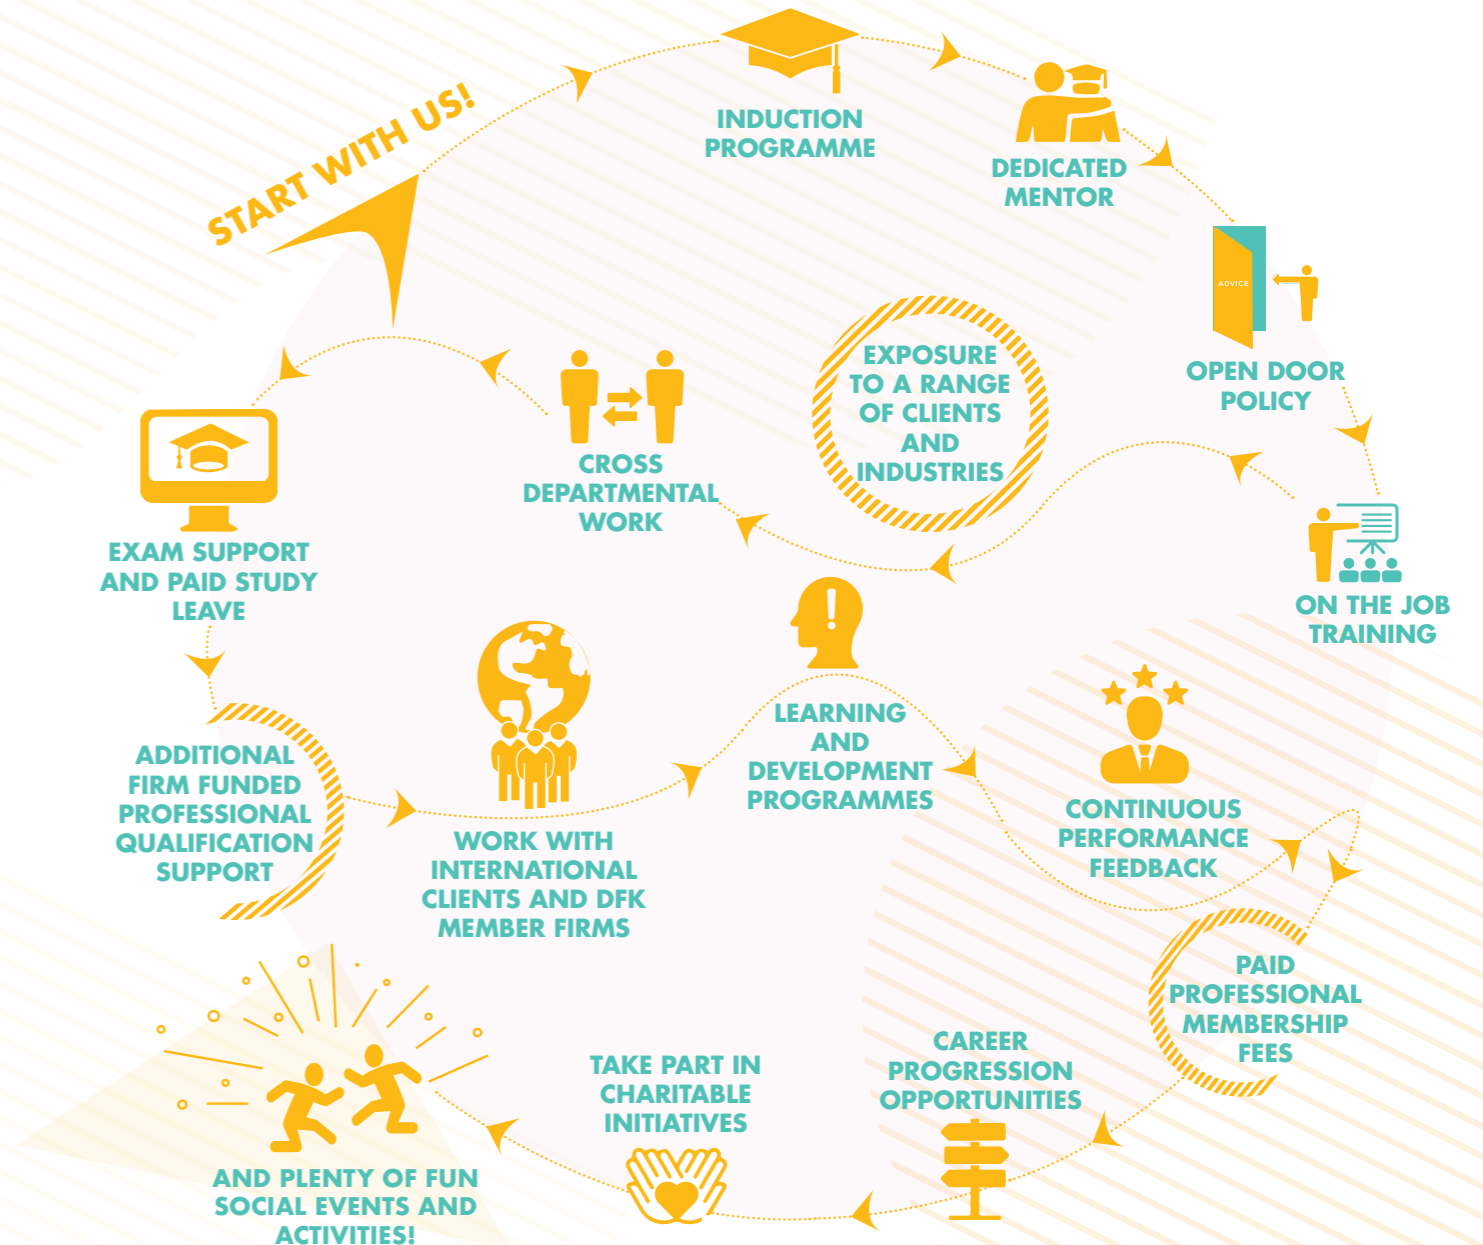 START WITH US!
INDUCTION
PROGRAMME
DEDICATED
MENTOR
ADVICE
OPEN DOOR
POLICY
ON THE JOB
TRAINING
EXPOSURE
TO A RANGE
OF CLIENTS
AND
INDUSTRIES
CROSS
DEPARTMENTAL
WORK
EXAM SUPPORT
AND PAID STUDY
LEAVE
ADDITIONAL
FIRM FUNDED
PROFESSIONAL
QUALIFICATION
SUPPORT
WORK WITH
INTERNATIONAL
CLIENTS AND DFK
MEMBER FIRMS
LEARNING
AND
DEVELOPMENT
PROGRAMMES
CONTINUOUS
PERFORMANCE
FEEDBACK
PAID
PROFESSIONAL
MEMBERSHIP
FEES
CAREER
PROGRESSION
OPPORTUNITIES
TAKE PART IN
CHARITABLE
INITIATIVES
AND PLENTY OF FUN
SOCIAL EVENTS AND
ACTIVITIES!